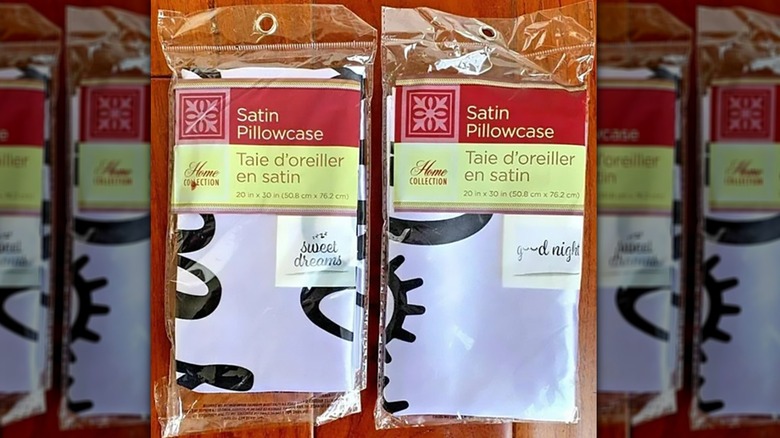 Satin
Pillowcase
Home
COLLECTION
Taie d'oreiller
en satin
20 in x 30 in (50.8 cm x 76.2 cm)
sweet
dreams
Satin
Pillowcase
Home
COLLECTION
Taie d'oreiller
en satin
20 in x 30 in (50.8 cm x 76.2 cm)
good night